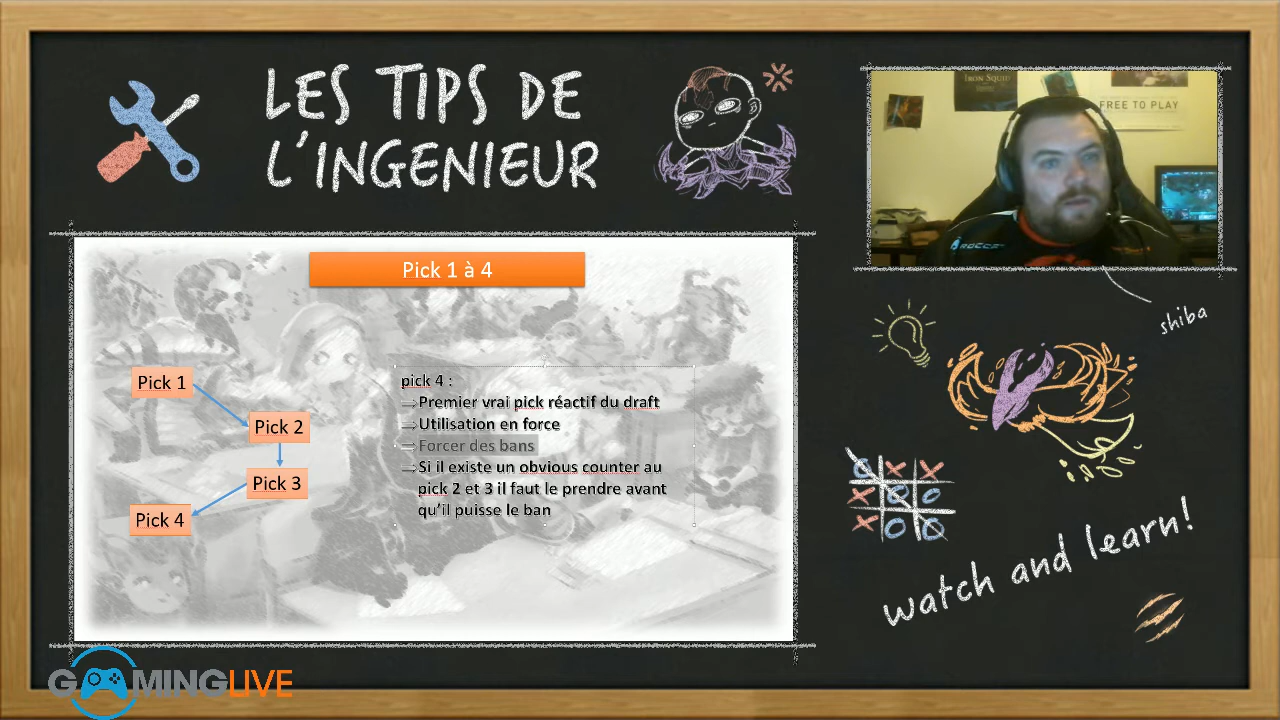 LES TIPS DE
L'INGENIEUR
IRON SQUID
FREE TO PLAY
ROCCAT
shiba
Pick 1 à 4
Pick 1
Pick 2
Pick 3
Pick 4
pick 4 :
⇒Premier vrai pick réactif du draft
⇒Utilisation en force
⇒Forcer des bans
⇒Si il existe un obvious counter au
pick 2 et 3 il faut le prendre avant
qu'il puisse le ban
watch and learn!
GAMINGLIVE